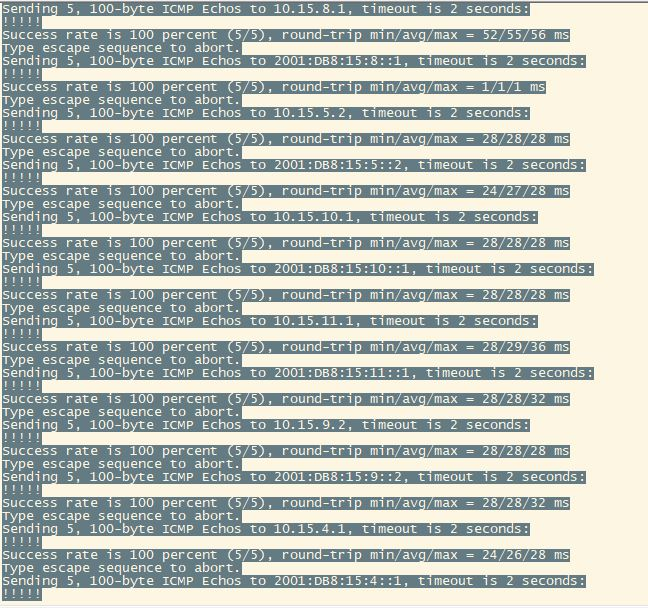 Sending 5, 100-byte ICMP Echos to 10.15.8.1, timeout is 2 seconds:
!!!!!
Success rate is 100 percent (5/5), round-trip min/avg/max = 52/55/56 ms
Type escape sequence to abort.
Sending 5, 100-byte ICMP Echos to 2001:DB8:15:8::1, timeout is 2 seconds:
!!!!!
Success rate is 100 percent (5/5), round-trip min/avg/max = 1/1/1 ms
Type escape sequence to abort.
Sending 5, 100-byte ICMP Echos to 10.15.5.2, timeout is 2 seconds:
!!!!!
Success rate is 100 percent (5/5), round-trip min/avg/max = 28/28/28 ms
Type escape sequence to abort.
Sending 5, 100-byte ICMP Echos to 2001:DB8:15:5::2, timeout is 2 seconds:
!!!!!
Success rate is 100 percent (5/5), round-trip min/avg/max = 24/27/28 ms
Type escape sequence to abort.
Sending 5, 100-byte ICMP Echos to 10.15.10.1, timeout is 2 seconds:
!!!!!
Success rate is 100 percent (5/5), round-trip min/avg/max = 28/28/28 ms
Type escape sequence to abort.
Sending 5, 100-byte ICMP Echos to 2001:DB8:15:10::1, timeout is 2 seconds:
!!!!!
Success rate is 100 percent (5/5), round-trip min/avg/max = 28/28/28 ms
Type escape sequence to abort.
Sending 5, 100-byte ICMP Echos to 10.15.11.1, timeout is 2 seconds:
!!!!!
Success rate is 100 percent (5/5), round-trip min/avg/max = 28/29/36 ms
Type escape sequence to abort.
Sending 5, 100-byte ICMP Echos to 2001:DB8:15:11::1, timeout is 2 seconds:
!!!!!
Success rate is 100 percent (5/5), round-trip min/avg/max = 28/28/32 ms
Type escape sequence to abort.
Sending 5, 100-byte ICMP Echos to 10.15.9.2, timeout is 2 seconds:
!!!!!
Success rate is 100 percent (5/5), round-trip min/avg/max = 28/28/28 ms
Type escape sequence to abort.
Sending 5, 100-byte ICMP Echos to 2001:DB8:15:9::2, timeout is 2 seconds:
!!!!!
Success rate is 100 percent (5/5), round-trip min/avg/max = 28/28/32 ms
Type escape sequence to abort.
Sending 5, 100-byte ICMP Echos to 10.15.4.1, timeout is 2 seconds:
!!!!!
Success rate is 100 percent (5/5), round-trip min/avg/max = 24/26/28 ms
Type escape sequence to abort.
Sending 5, 100-byte ICMP Echos to 2001:DB8:15:4::1, timeout is 2 seconds:
!!!!!